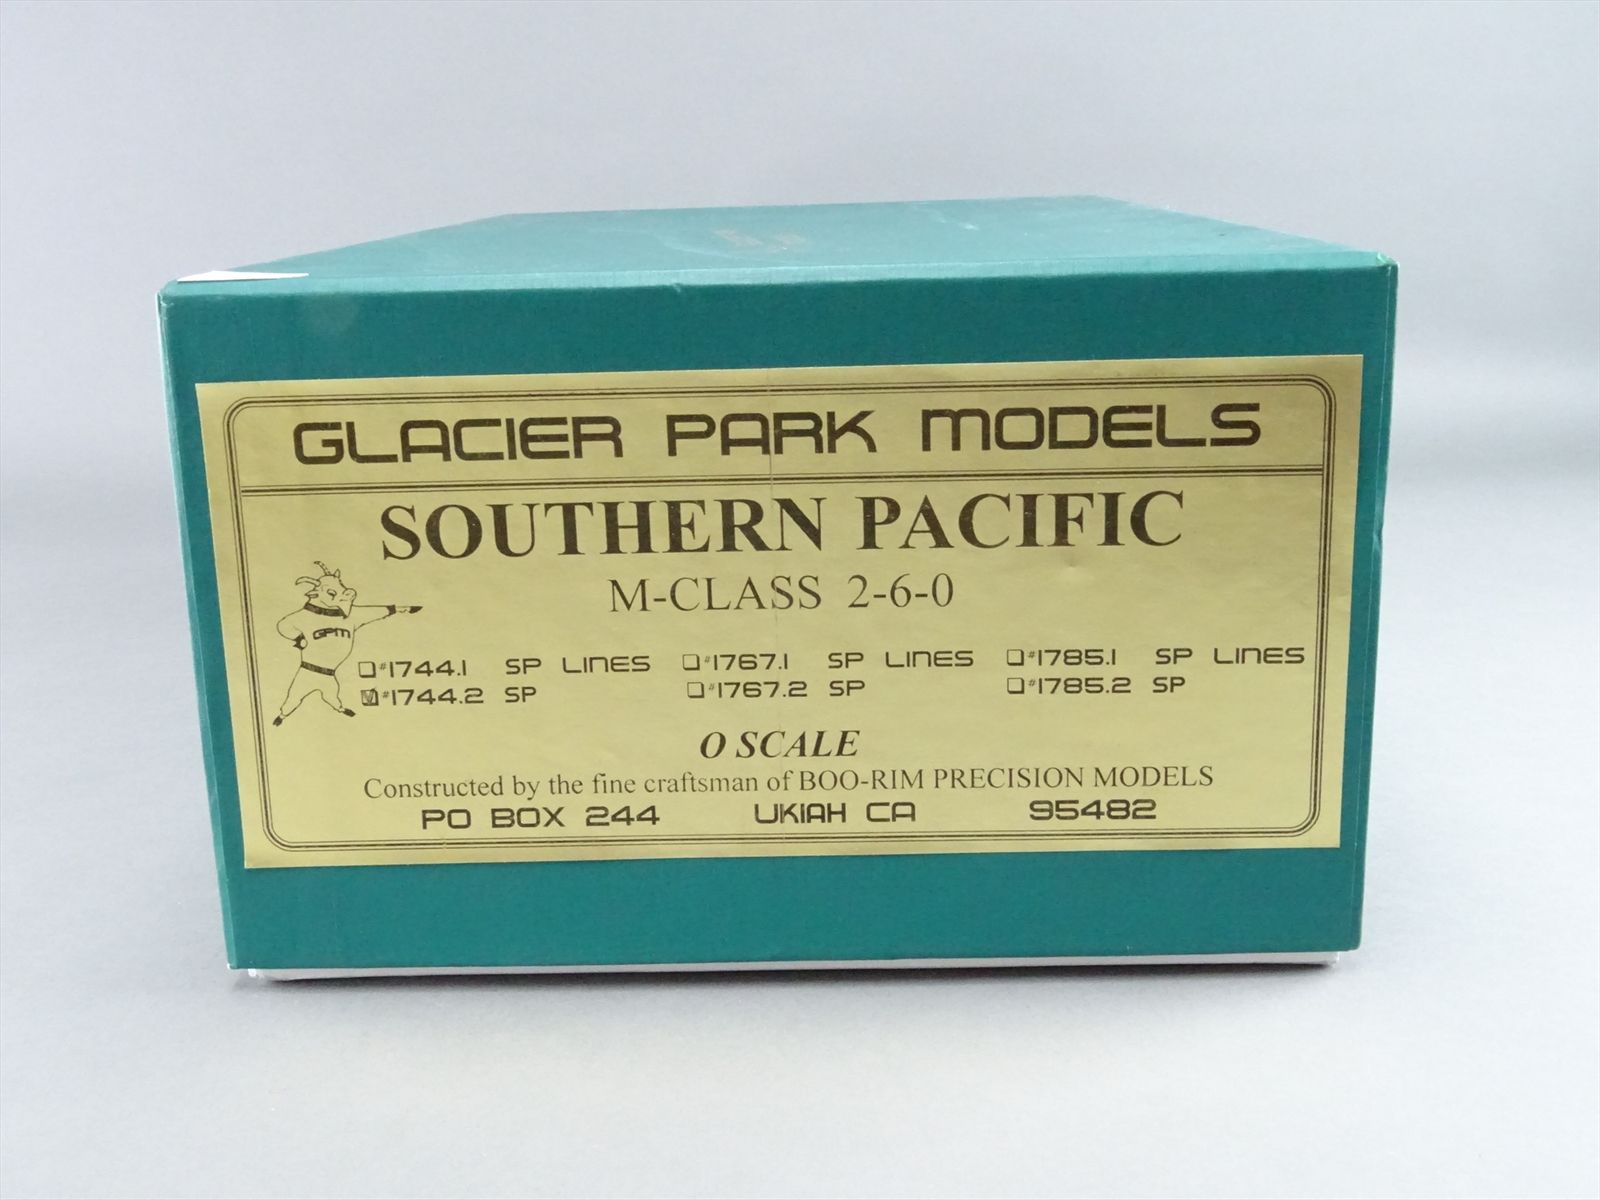 GLACIER PARK MODELS
SOUTHERN PACIFIC
M-CLASS 2-6-0
GPM
#1744.1 SP LINES #1767.1 SP LINES #1785.1 SP LINES
#1744.2 SP #1767.2 SP #1785.2 SP
O SCALE
Constructed by the fine craftsman of BOO-RIM PRECISION MODELS
PO BOX 244 UKIAH CA 95482